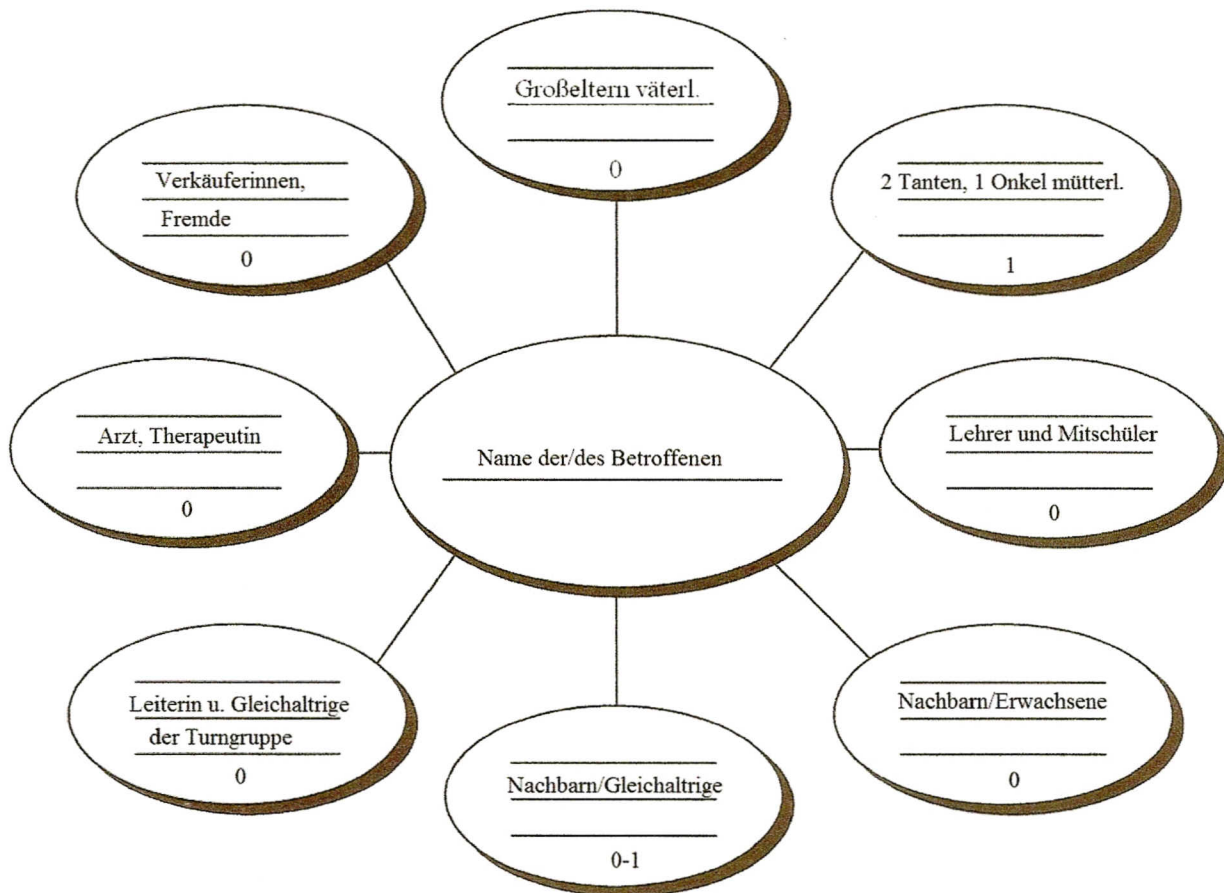 Großeltern väterl.
0
Verkäuferinnen,
Fremde
0
2 Tanten, 1 Onkel mütterl.
1
Arzt, Therapeutin
0
Name der/des Betroffenen
Lehrer und Mitschüler
0
Leiterin u. Gleichaltrige
der Turngruppe
0
Nachbarn/Gleichaltrige
0-1
Nachbarn/Erwachsene
0